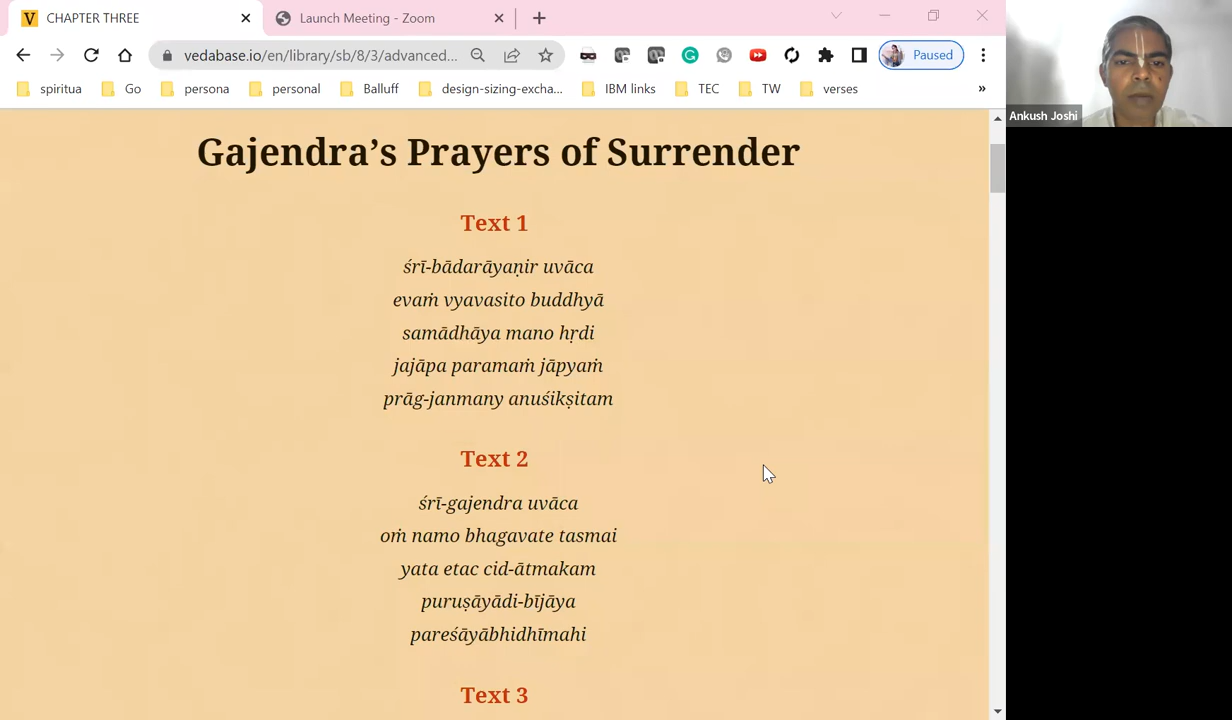 CHAPTER THREE
Launch Meeting - Zoom
vedabase.io/en/library/sb/8/3/advanced...
Paused
spiritua
Go
persona
personal
Balluff
design-sizing-excha...
IBM links
TEC
TW
verses
»
Ankush Joshi
Gajendra’s Prayers of Surrender
Text 1
śrī-bādarāyaṇir uvāca
evaṁ vyavasito buddhyā
samādhāya mano hṛdi
jajāpa paramaṁ jāpyaṁ
prāg-janmany anuśikṣitam
Text 2
śrī-gajendra uvāca
oṁ namo bhagavate tasmai
yata etac cid-ātmakam
puruṣāyādi-bījāya
pareśāyābhidhīmahi
Text 3